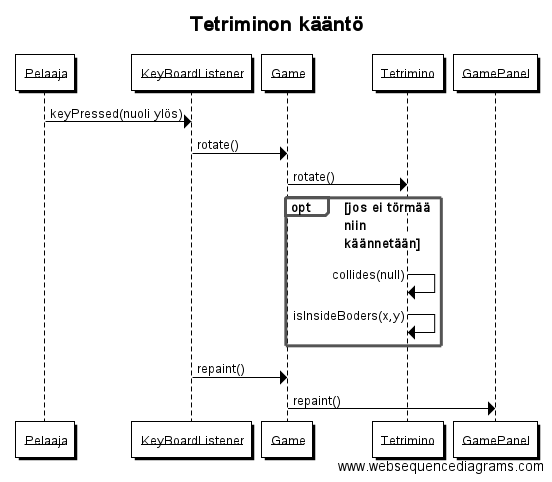 Tetriminon kääntö
Pelaaja KeyBoardListener Game Tetrimino GamePanel
keyPressed(nuoli ylös)
rotate()
rotate()
opt [jos ei törmää
niin
käännetään]
collides(null)
isInsideBoders(x,y)
repaint()
repaint()
Pelaaja KeyBoardListener Game Tetrimino GamePanel
www.websequencediagrams.com